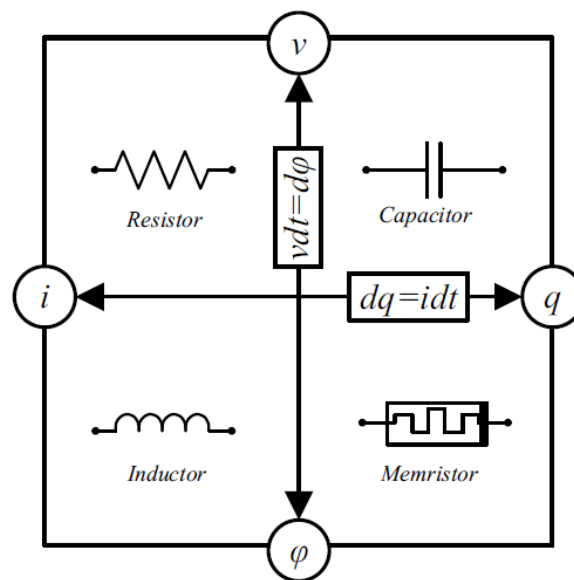 v
Resistor
vdt=dφ
Capacitor
i
dq=idt
q
Inductor
Memristor
φ